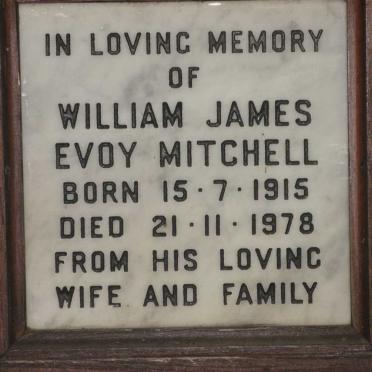 IN LOVING MEMORY
OF
WILLIAM JAMES
EVOY MITCHELL
BORN 15·7·1915
DIED 21·11·1978
FROM HIS LOVING
WIFE AND FAMILY